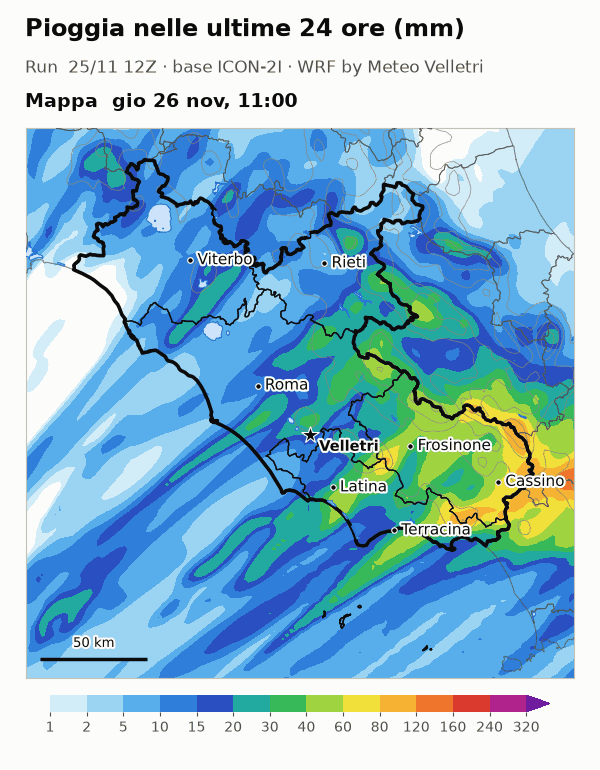 Pioggia nelle ultime 24 ore (mm)
Run 25/11 12Z · base ICON-2I · WRF by Meteo Velletri
Mappa gio 26 nov, 11:00
Viterbo
Rieti
Roma
Velletri
Frosinone
Latina
Cassino
Terracina
50 km
1 2 5 10 15 20 30 40 60 80 120 160 240 320